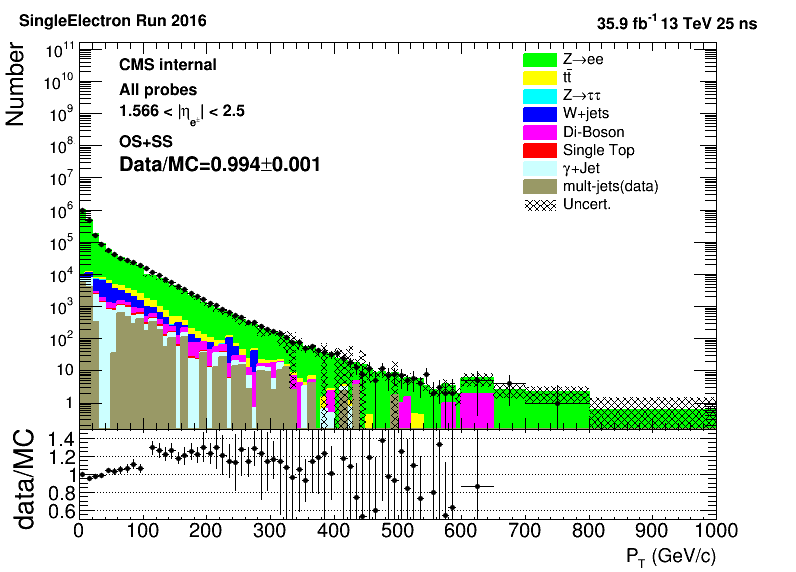 SingleElectron Run 2016
35.9 fb⁻¹ 13 TeV 25 ns
Number
10¹¹
10¹⁰
10⁹
10⁸
10⁷
10⁶
10⁵
10⁴
10³
10²
10
1
CMS internal
All probes
1.566 < |η_e±| < 2.5
OS+SS
Data/MC=0.994±0.001
Z→ee
tt̄
Z→ττ
W+jets
Di-Boson
Single Top
γ+Jet
mult-jets(data)
Uncert.
data/MC
1.4
1.2
1
0.8
0.6
0 100 200 300 400 500 600 700 800 900 1000
P_T (GeV/c)